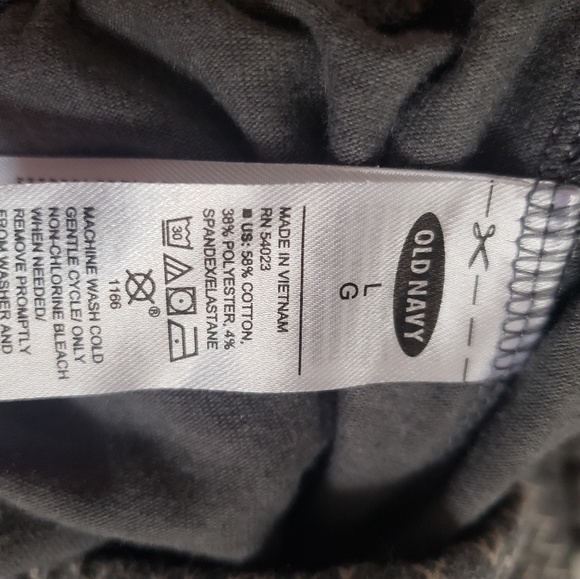 OLD NAVY
L
G
MADE IN VIETNAM
RN 54023
US: 58% COTTON,
38% POLYESTER, 4%
SPANDEX/ELASTANE
30
®
1166
MACHINE WASH COLD
GENTLE CYCLE/ ONLY
NON-CHLORINE BLEACH
WHEN NEEDED/
REMOVE PROMPTLY
FROM WASHER AND